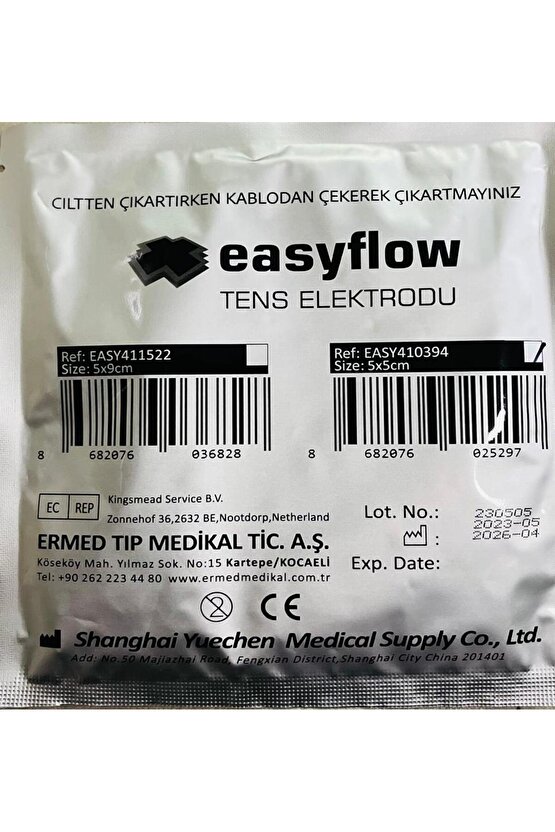 CILTTEN ÇIKARTIRKEN KABLODAN ÇEKEREK ÇIKARTMAYINIZ
easyflow
TENS ELEKTRODU
Ref: EASY411522
Size: 5x9cm
8 682076 036828
Ref: EASY410394
Size: 5x5cm
8 682076 025297
EC REP
Kingsmead Service B.V.
Zonnehof 36,2632 BE,Nootdorp,Netherland
ERMED TIP MEDİKAL TİC. A.Ş.
Köseköy Mah. Yılmaz Sok. No:15 Kartepe/KOCAELİ
Tel: +90 262 223 44 80 www.ermedmedikal.com.tr
Lot. No.: 230505
: 2023-05
Exp. Date: 2026-04
2
CE
Shanghai Yuechen Medical Supply Co., Ltd.
Add: No.50 Majiazhai Road, Fengxian District,Shanghai City China 201401